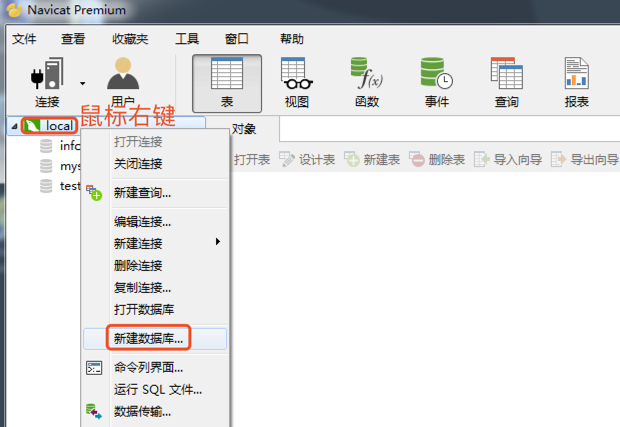 Navicat Premium
文件 查看 收藏夹 工具 窗口 帮助
连接 用户 表 视图 函数 事件 查询 报表
local 鼠标右键 对象
info
打开表 设计表 新建表 删除表 导入向导 导出向导
test
打开连接
关闭连接
新建查询...
编辑连接...
新建连接
删除连接
复制连接...
打开数据库
新建数据库...
命令列界面...
运行 SQL 文件...
数据传输...